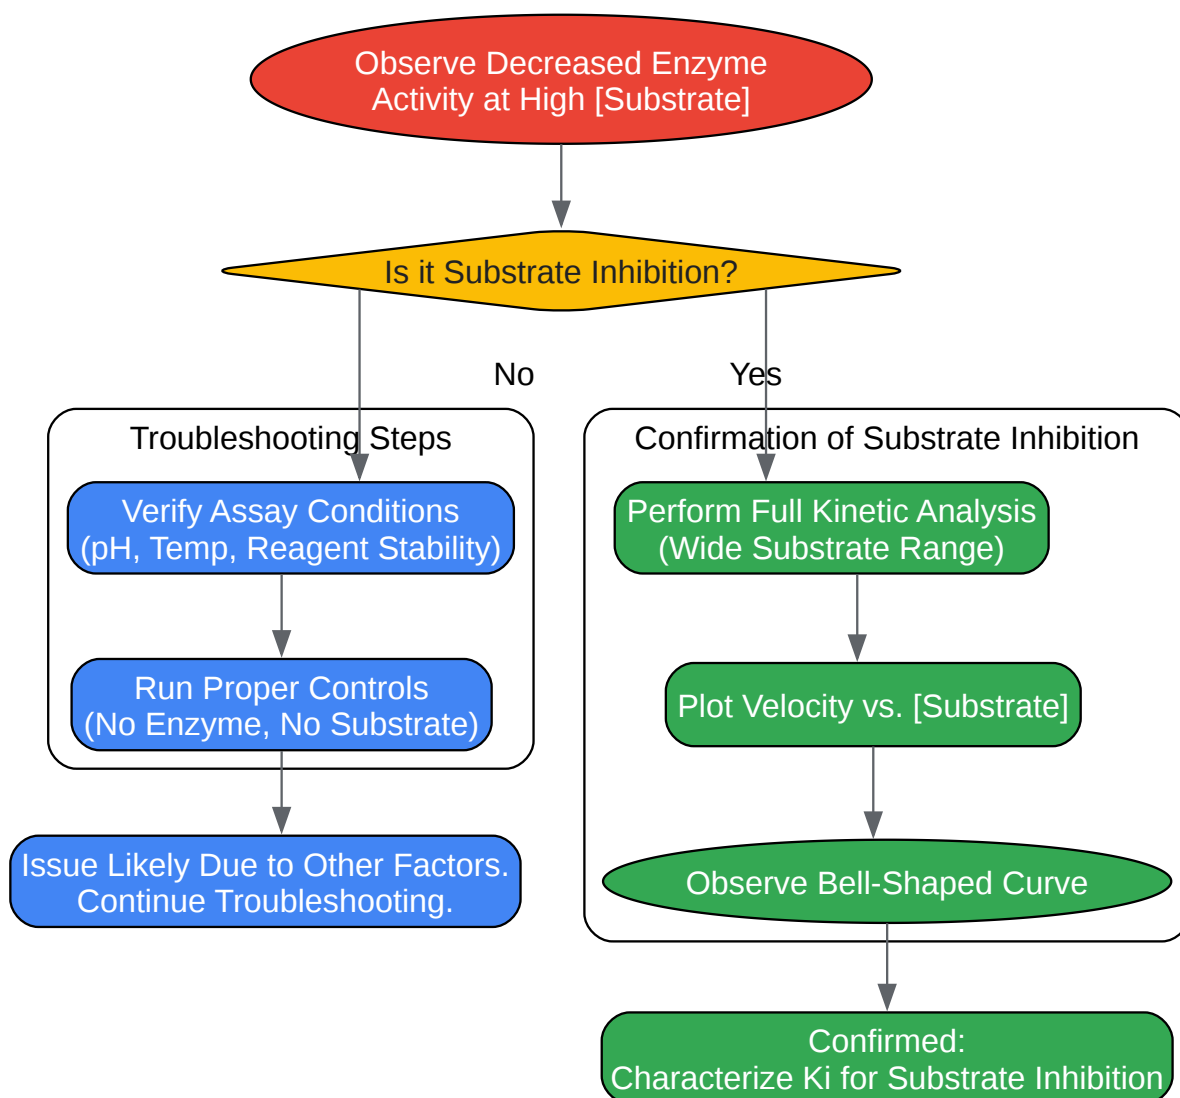 Observe Decreased Enzyme
Activity at High [Substrate]
Is it Substrate Inhibition?
No
Yes
Troubleshooting Steps
Verify Assay Conditions
(pH, Temp, Reagent Stability)
Run Proper Controls
(No Enzyme, No Substrate)
Issue Likely Due to Other Factors.
Continue Troubleshooting.
Confirmation of Substrate Inhibition
Perform Full Kinetic Analysis
(Wide Substrate Range)
Plot Velocity vs. [Substrate]
Observe Bell-Shaped Curve
Confirmed:
Characterize Ki for Substrate Inhibition